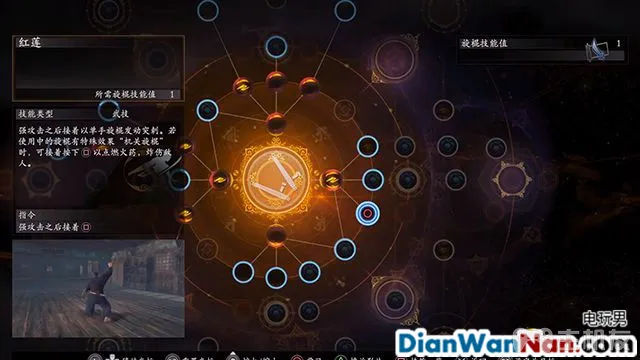 红莲
所需旋棍技能值 1
技能类型 武技
强攻击之后接着以单手旋棍发动突刺。若
使用中的旋棍有特殊效果“机关旋棍”
时，可接着按下□以点燃火药，炸伤敌
人。
指令
强攻击之后接着□
旋棍技能值 1
电玩男
DianWanNan.com